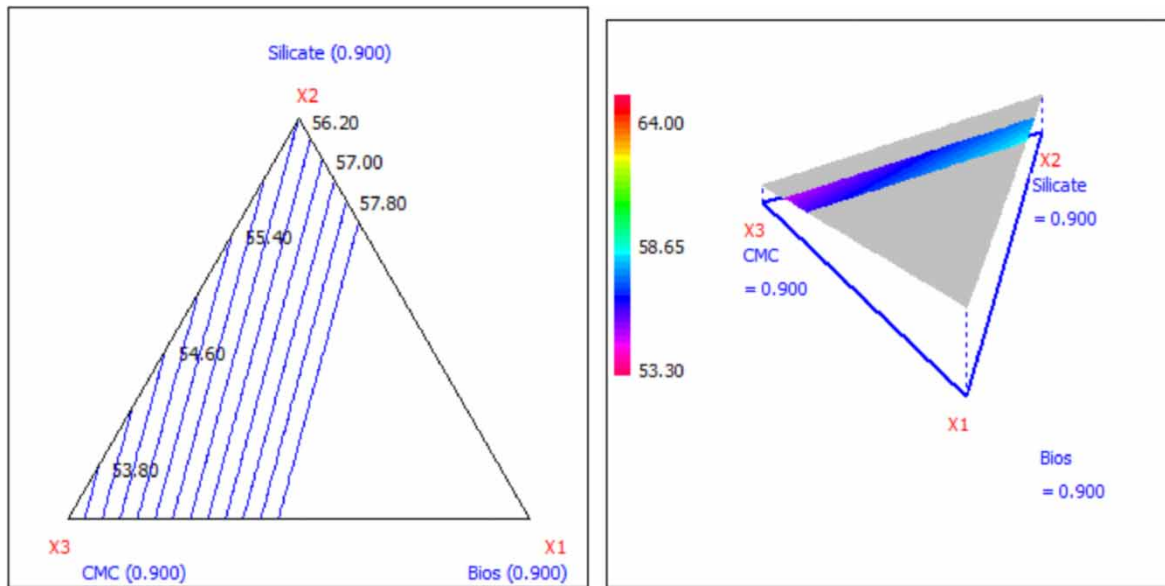 Silicate (0.900)
X2
56.20
57.00
57.80
55.40
54.60
53.80
X3
X1
CMC (0.900)
Bios (0.900)
64.00
58.65
53.30
X2
Silicate
= 0.900
X3
CMC
= 0.900
X1
Bios
= 0.900